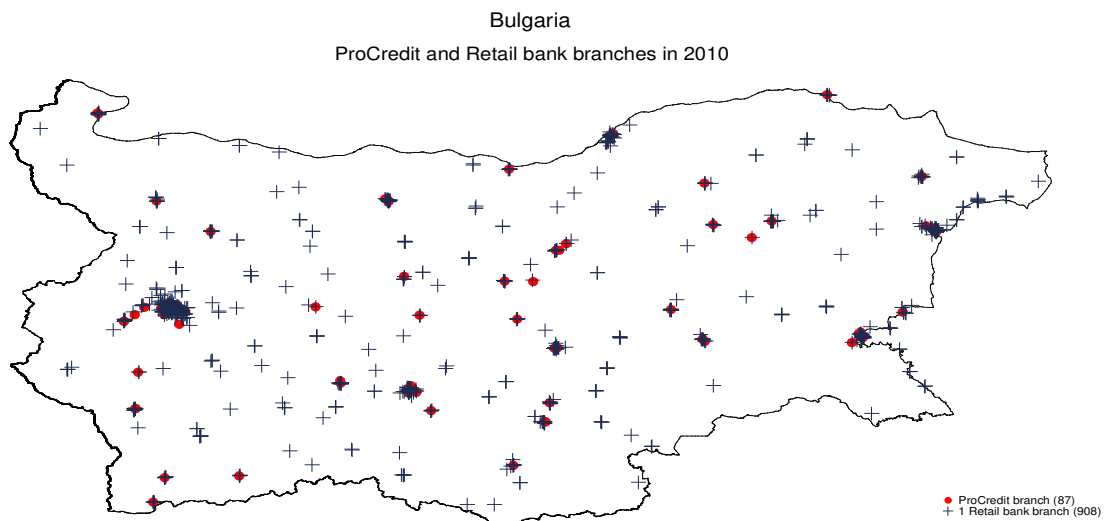 Bulgaria
ProCredit and Retail bank branches in 2010
ProCredit branch (87)
1 Retail bank branch (908)